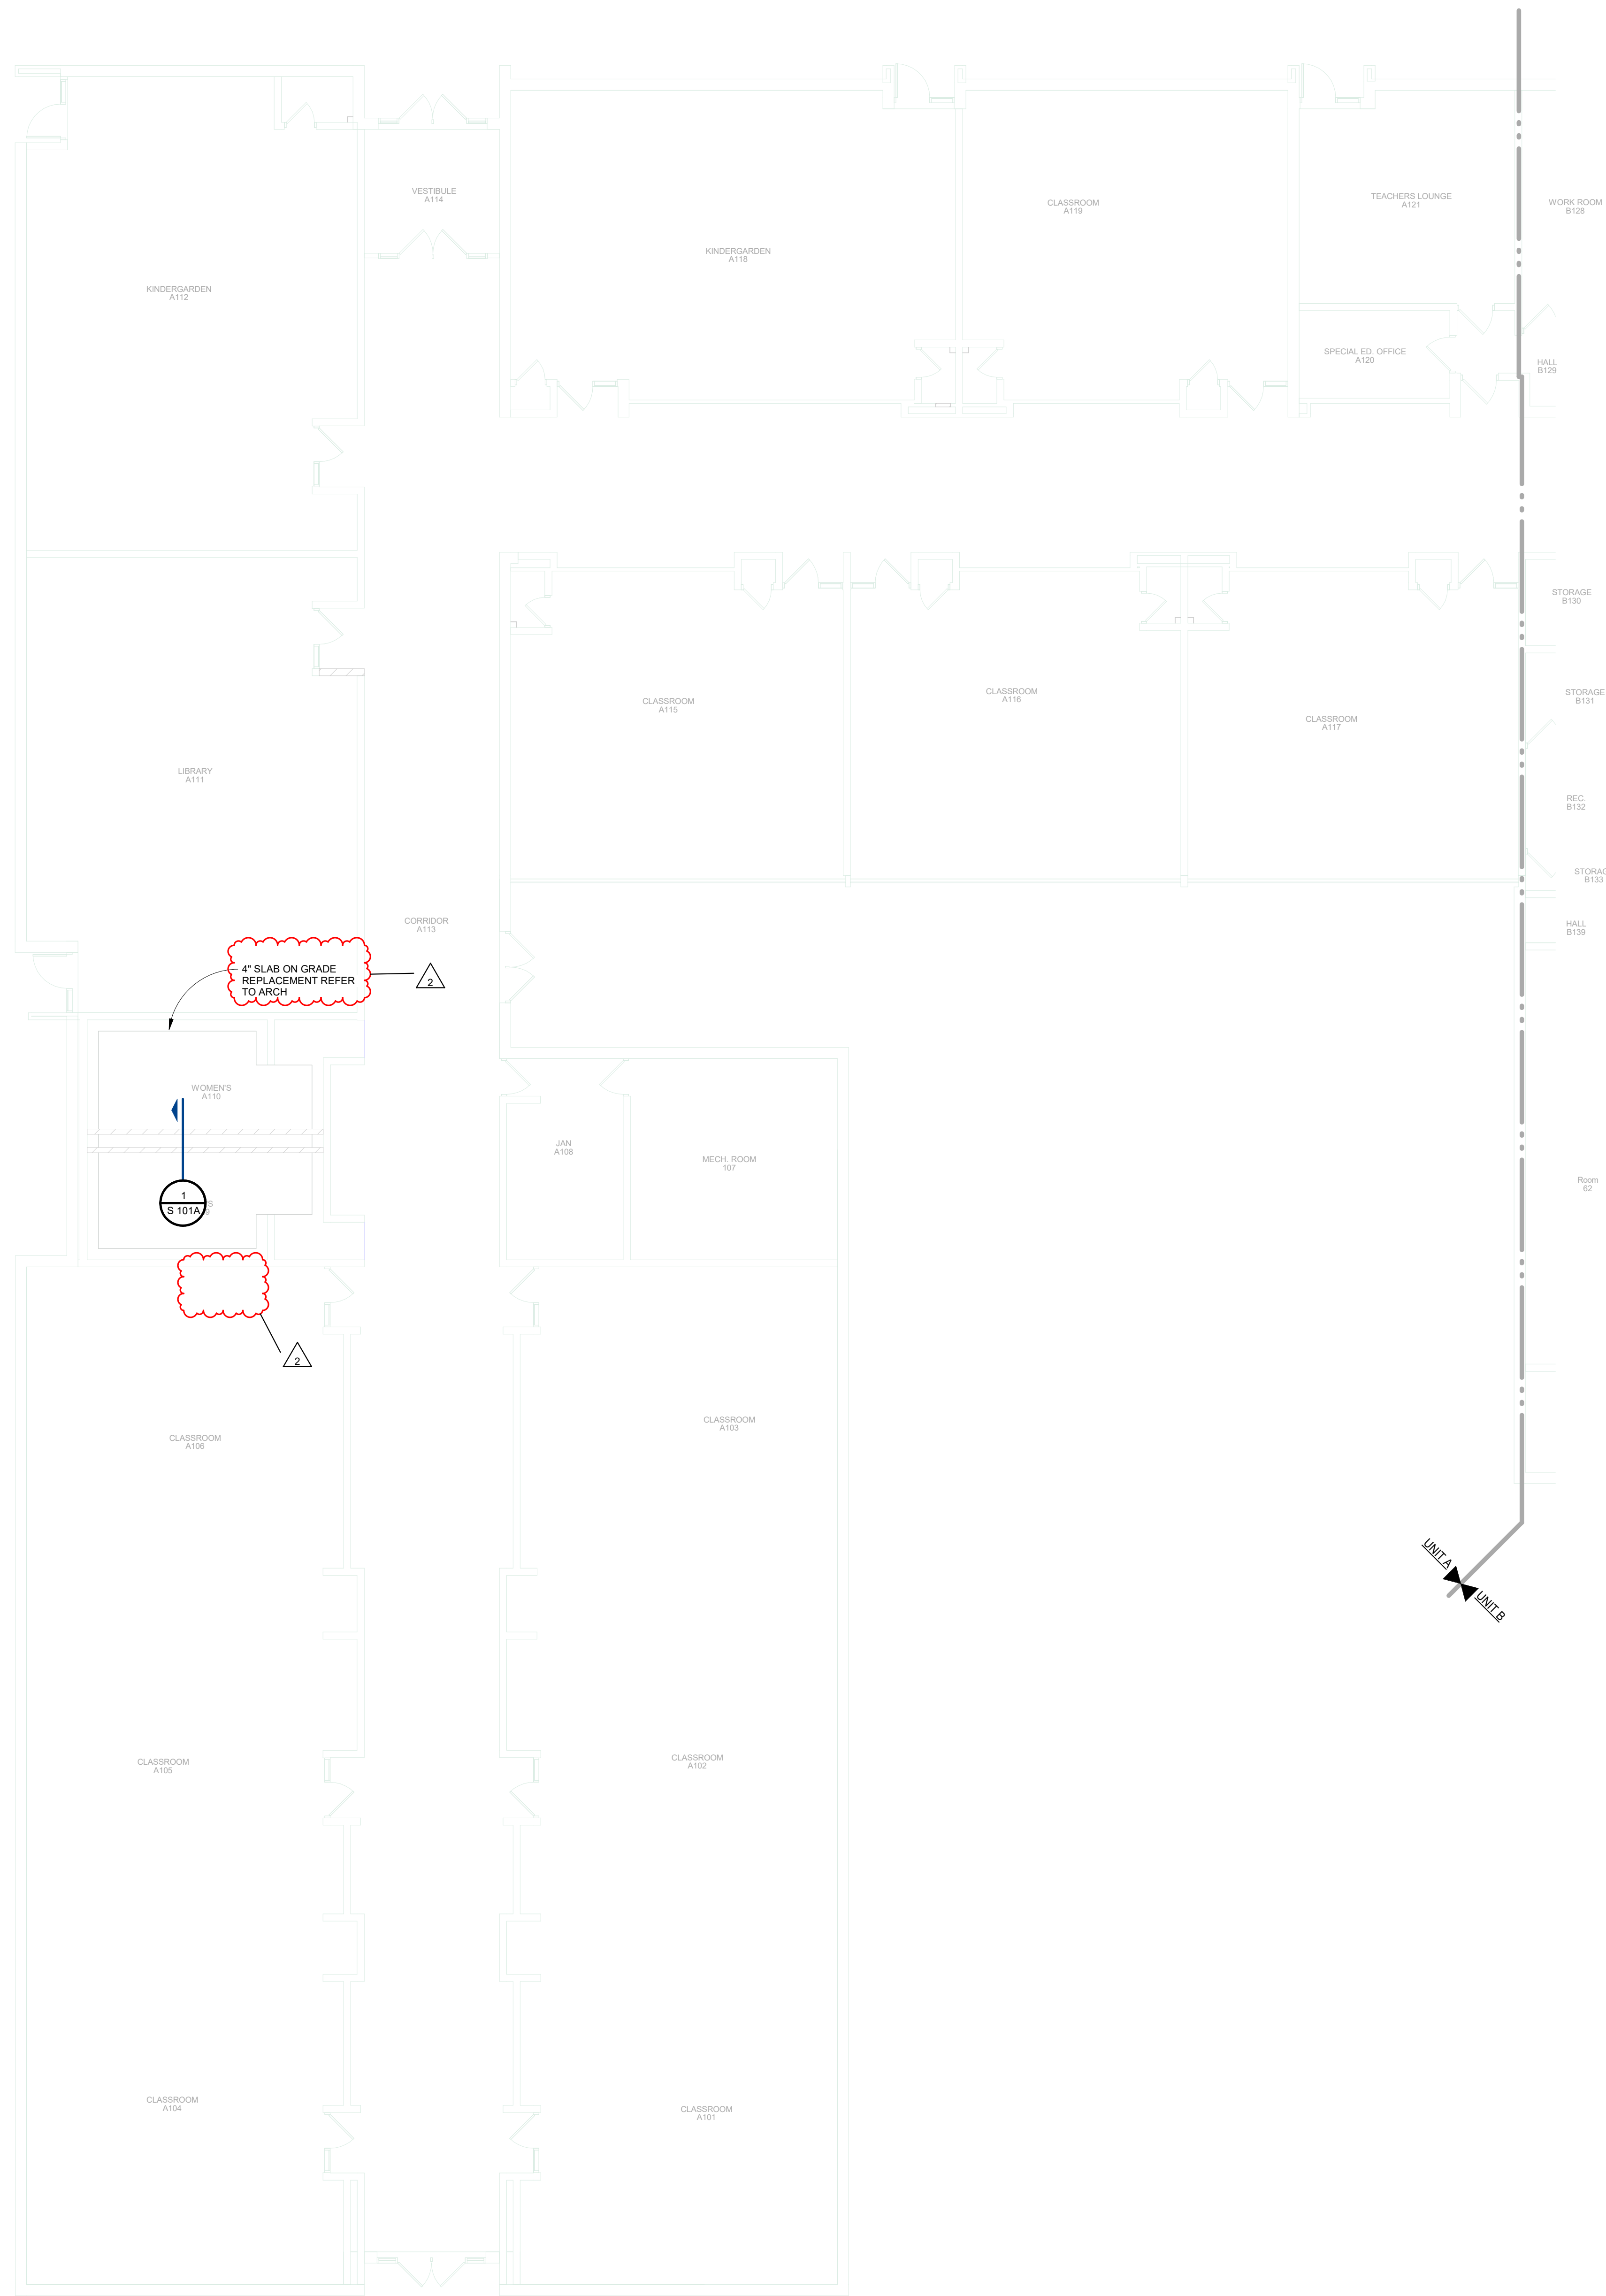 VESTIBULE
A114
KINDERGARDEN
A112
KINDERGARDEN
A118
CLASSROOM
A119
TEACHERS LOUNGE
A121
WORK ROOM
B128
SPECIAL ED. OFFICE
A120
HALL
B129
STORAGE
B130
CLASSROOM
A115
CLASSROOM
A116
CLASSROOM
A117
STORAGE
B131
LIBRARY
A111
REC.
B132
STORAG
B133
CORRIDOR
A113
HALL
B139
4" SLAB ON GRADE
REPLACEMENT REFER
TO ARCH
2
WOMEN'S
A110
JAN
A108
MECH. ROOM
107
Room
62
1
S 101A
S
9
2
CLASSROOM
A106
CLASSROOM
A103
UNIT A
UNIT B
CLASSROOM
A105
CLASSROOM
A102
CLASSROOM
A104
CLASSROOM
A101